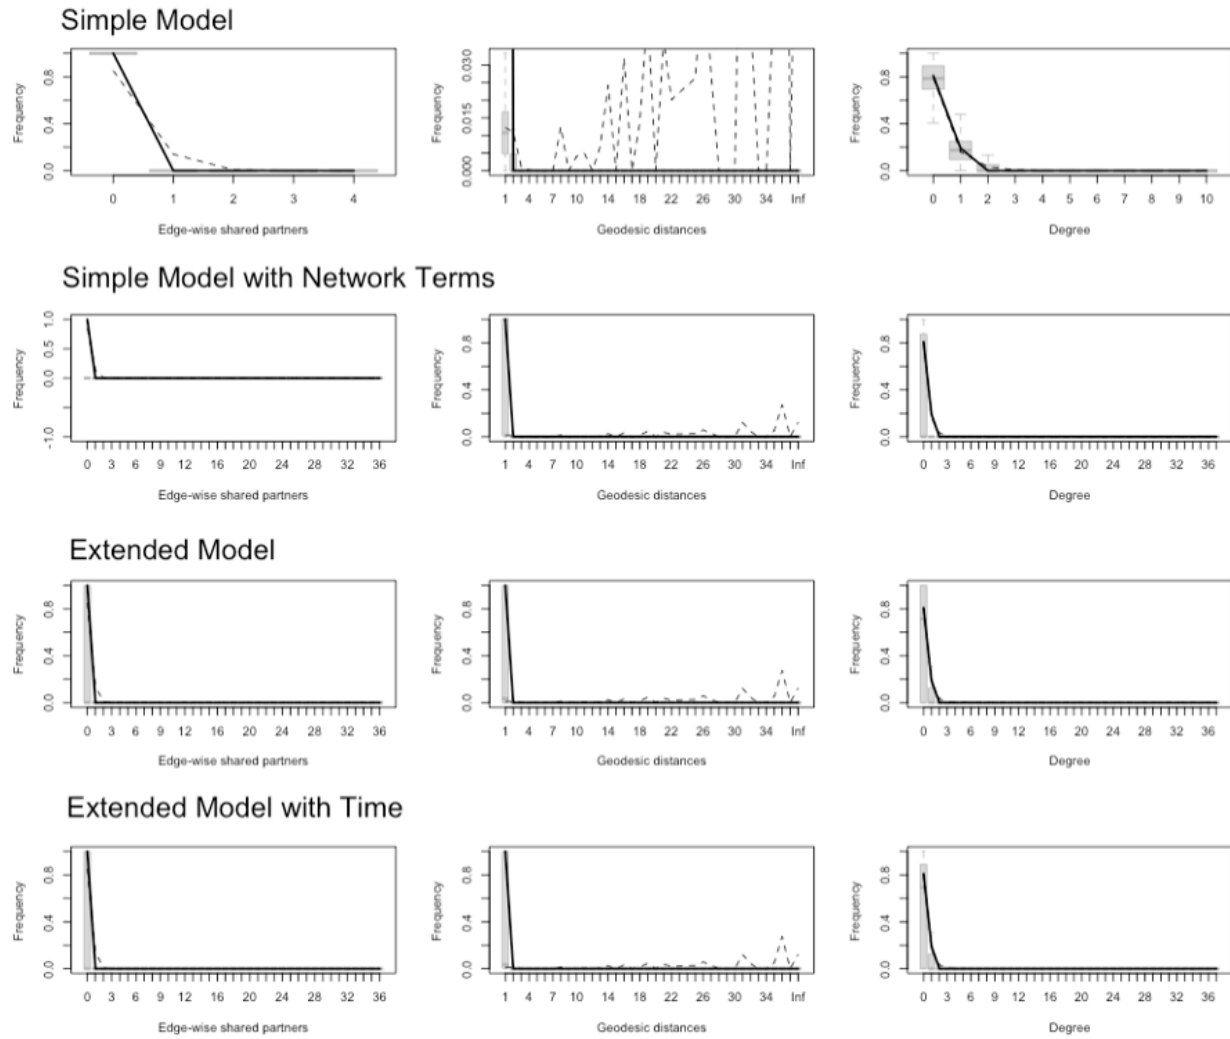 Simple Model
Frequency
0.0 0.4 0.8
0 1 2 3 4
Edge-wise shared partners
Frequency
0.000 0.015 0.030
1 4 7 10 14 18 22 26 30 34 Inf
Geodesic distances
Frequency
0.0 0.4 0.8
0 1 2 3 4 5 6 7 8 9 10
Degree
Simple Model with Network Terms
Frequency
-1.0 0.0 0.5 1.0
0 3 6 9 12 16 20 24 28 32 36
Edge-wise shared partners
Frequency
0.0 0.4 0.8
1 4 7 10 14 18 22 26 30 34 Inf
Geodesic distances
Frequency
0.0 0.4 0.8
0 3 6 9 12 16 20 24 28 32 36
Degree
Extended Model
Frequency
0.0 0.4 0.8
0 3 6 9 12 16 20 24 28 32 36
Edge-wise shared partners
Frequency
0.0 0.4 0.8
1 4 7 10 14 18 22 26 30 34 Inf
Geodesic distances
Frequency
0.0 0.4 0.8
0 3 6 9 12 16 20 24 28 32 36
Degree
Extended Model with Time
Frequency
0.0 0.4 0.8
0 3 6 9 12 16 20 24 28 32 36
Edge-wise shared partners
Frequency
0.0 0.4 0.8
1 4 7 10 14 18 22 26 30 34 Inf
Geodesic distances
Frequency
0.0 0.4 0.8
0 3 6 9 12 16 20 24 28 32 36
Degree